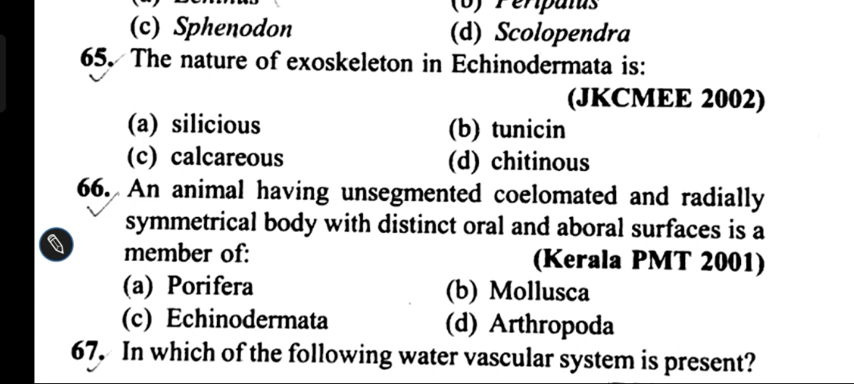 (c) Sphenodon (d) Scolopendra
65. The nature of exoskeleton in Echinodermata is:
(JKCMEE 2002)
(a) silicious (b) tunicin
(c) calcareous (d) chitinous
66. An animal having unsegmented coelomated and radially
symmetrical body with distinct oral and aboral surfaces is a
member of: (Kerala PMT 2001)
(a) Porifera (b) Mollusca
(c) Echinodermata (d) Arthropoda
67. In which of the following water vascular system is present?